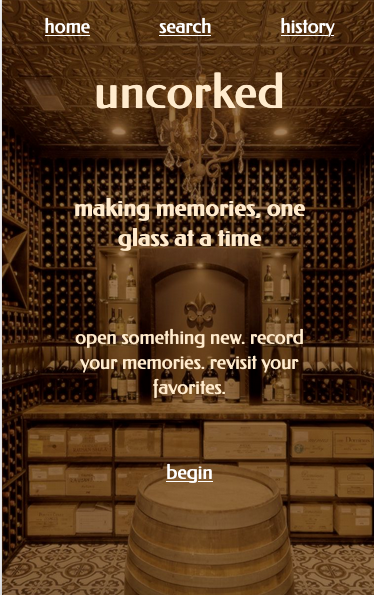 home search history
uncorked
making memories, one
glass at a time
open something new. record
your memories. revisit your
favorites.
begin